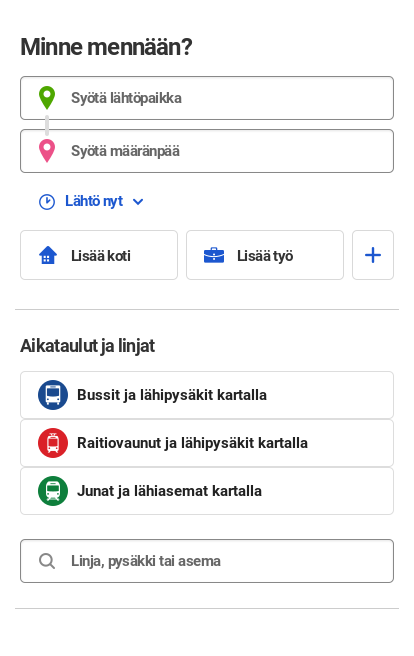 Minne mennään?
Syötä lähtöpaikka
Syötä määränpää
Lähtö nyt
Lisää koti
Lisää työ
Aikataulut ja linjat
Bussit ja lähipysäkit kartalla
Raitiovaunut ja lähipysäkit kartalla
Junat ja lähiasemat kartalla
Linja, pysäkki tai asema